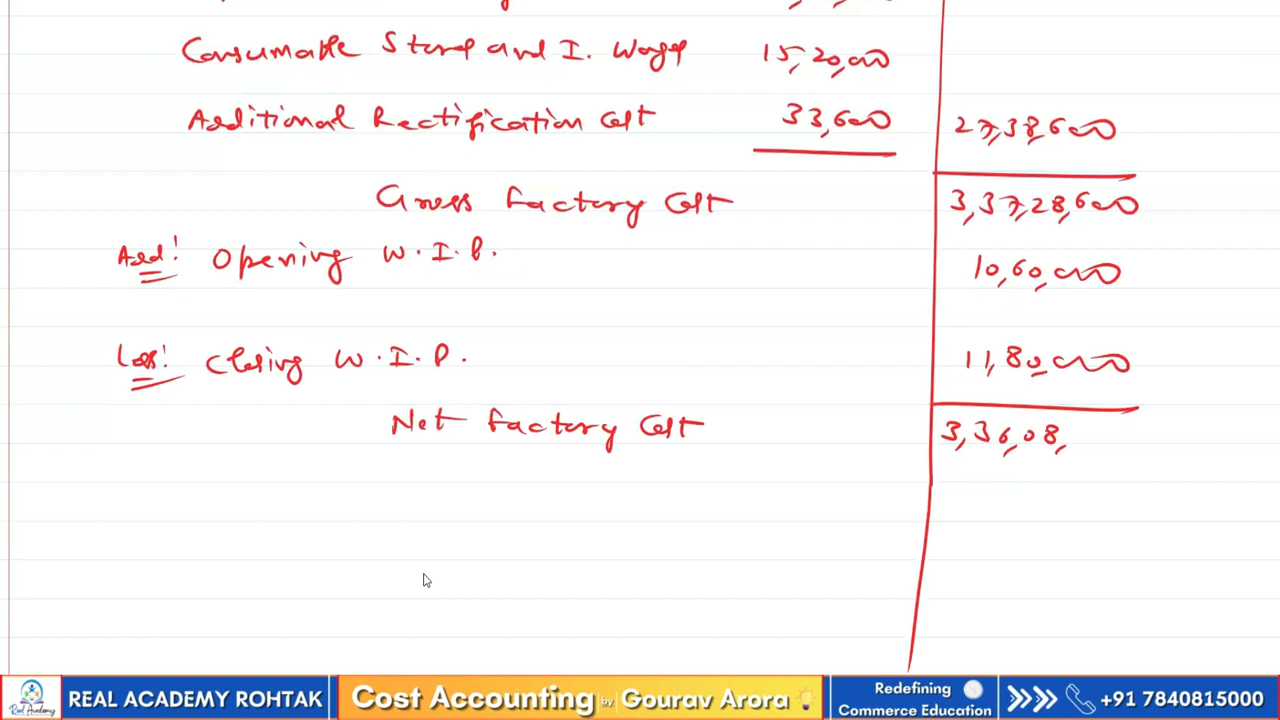 Consumable Stores and I. Wages 15,20,000
Additional Rectification Cost 33,600 27,38,600
Gross Factory Cost 3,37,28,600
Add: Opening W.I.P. 10,60,000
Less: Closing W.I.P. 11,80,000
Net Factory Cost 3,36,08,
Real Academy
REAL ACADEMY ROHTAK
Cost Accounting by Gourav Arora
Redefining
Commerce Education
+91 7840815000